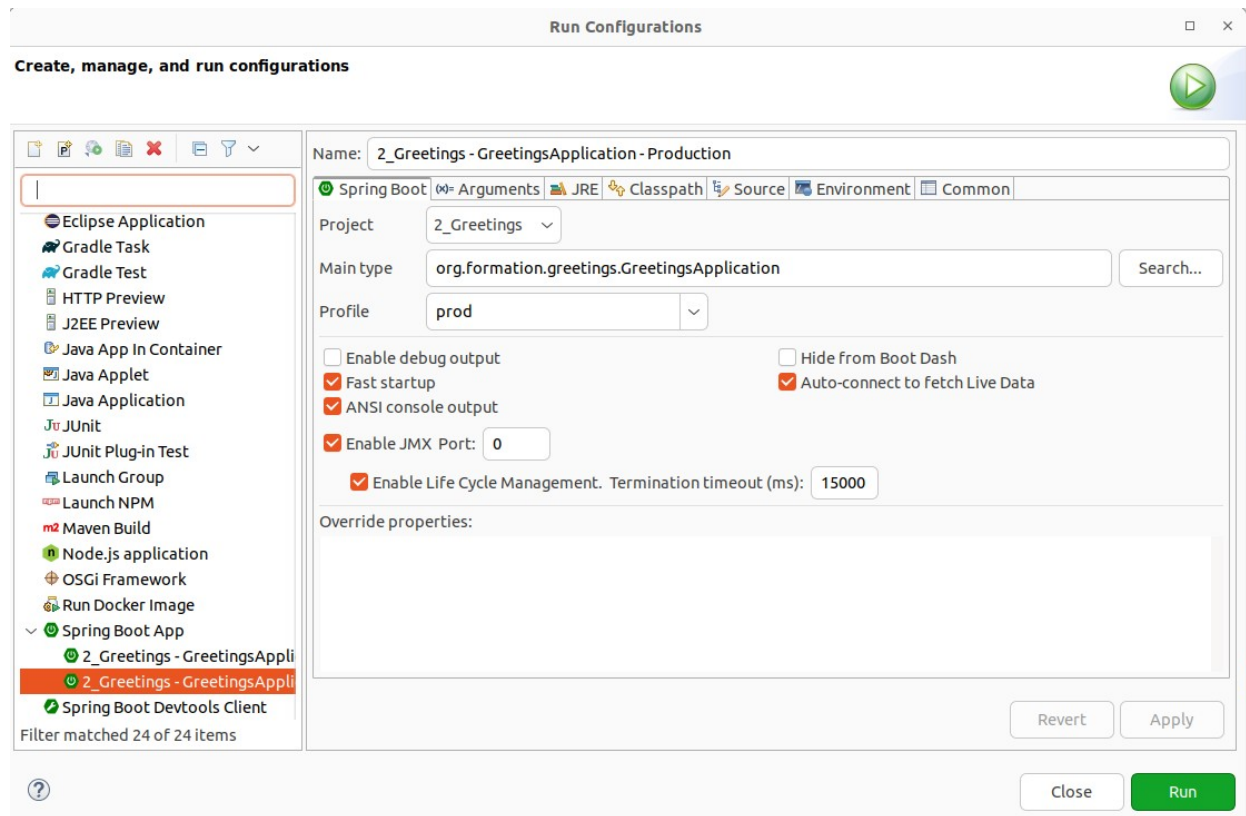 Run Configurations
Create, manage, and run configurations
Name: 2_Greetings - GreetingsApplication - Production
Spring Boot (x)= Arguments JRE Classpath Source Environment Common
Project 2_Greetings
Main type org.formation.greetings.GreetingsApplication Search...
Profile prod
Enable debug output Hide from Boot Dash
Fast startup Auto-connect to fetch Live Data
ANSI console output
Enable JMX Port: 0
Enable Life Cycle Management. Termination timeout (ms): 15000
Override properties:
Eclipse Application
Gradle Task
Gradle Test
HTTP Preview
J2EE Preview
Java App In Container
Java Applet
Java Application
Ju JUnit
JUnit Plug-in Test
Launch Group
Launch NPM
m2 Maven Build
Node.js application
OSGi Framework
Run Docker Image
Spring Boot App
2_Greetings - GreetingsAppli
2_Greetings - GreetingsAppli
Spring Boot Devtools Client
Filter matched 24 of 24 items
Revert Apply
Close Run